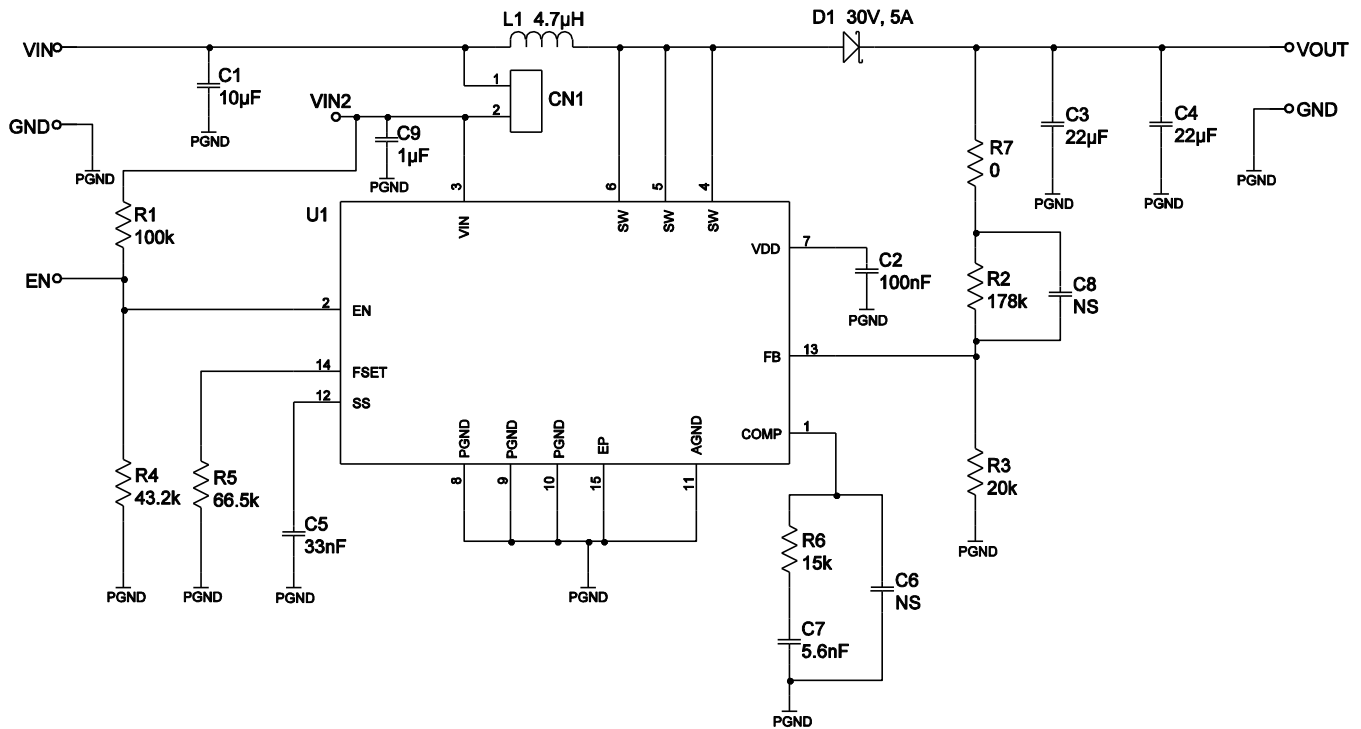 L1 4.7µH
D1 30V, 5A
VIN
VOUT
C1
10µF
PGND
1
2
CN1
VIN2
GND
PGND
C9
1µF
PGND
C3
22µF
PGND
C4
22µF
PGND
GND
PGND
R7
0
R1
100k
EN
U1
3
VIN
6
SW
5
SW
4
SW
VDD
7
C2
100nF
PGND
R2
178k
C8
NS
2
EN
14
FSET
12
SS
FB
13
COMP
1
PGND
8
PGND
9
PGND
10
EP
15
AGND
11
PGND
R4
43.2k
PGND
R5
66.5k
PGND
C5
33nF
PGND
R3
20k
PGND
R6
15k
C6
NS
C7
5.6nF
PGND